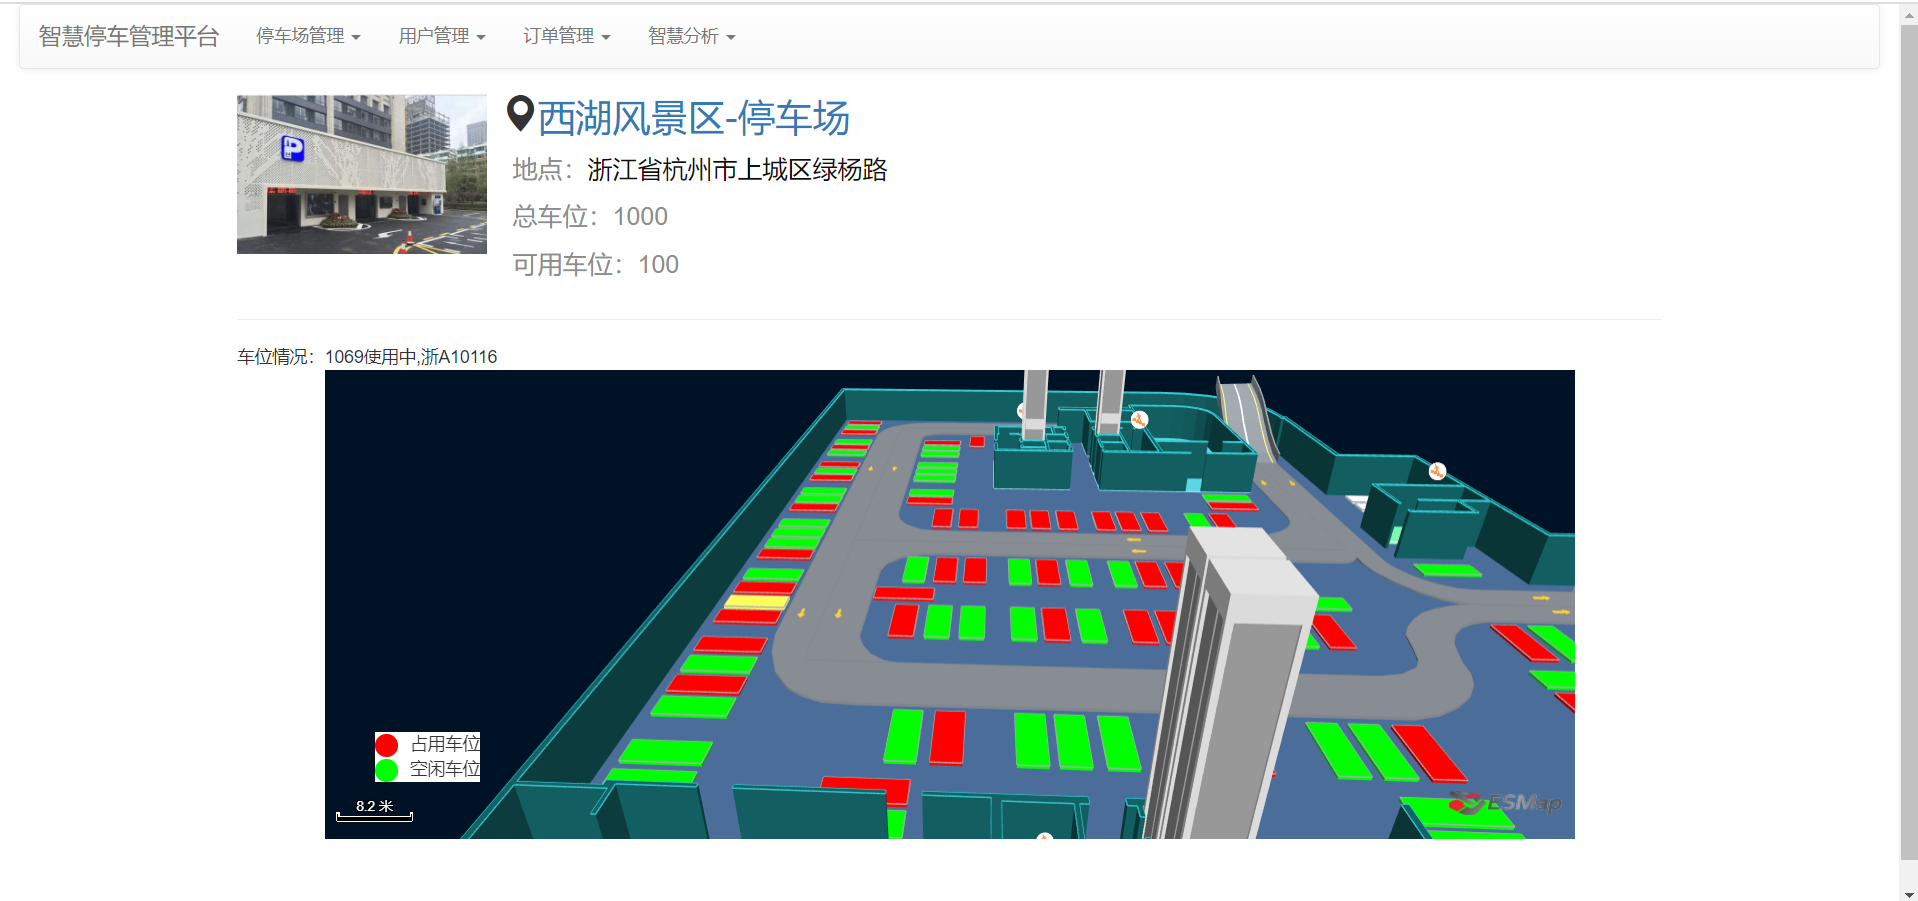 智慧停车管理平台 停车场管理 用户管理 订单管理 智慧分析
P
西湖风景区-停车场
地点：浙江省杭州市上城区绿杨路
总车位：1000
可用车位：100
车位情况：1069使用中,浙A10116
占用车位
空闲车位
8.2 米
ESMap